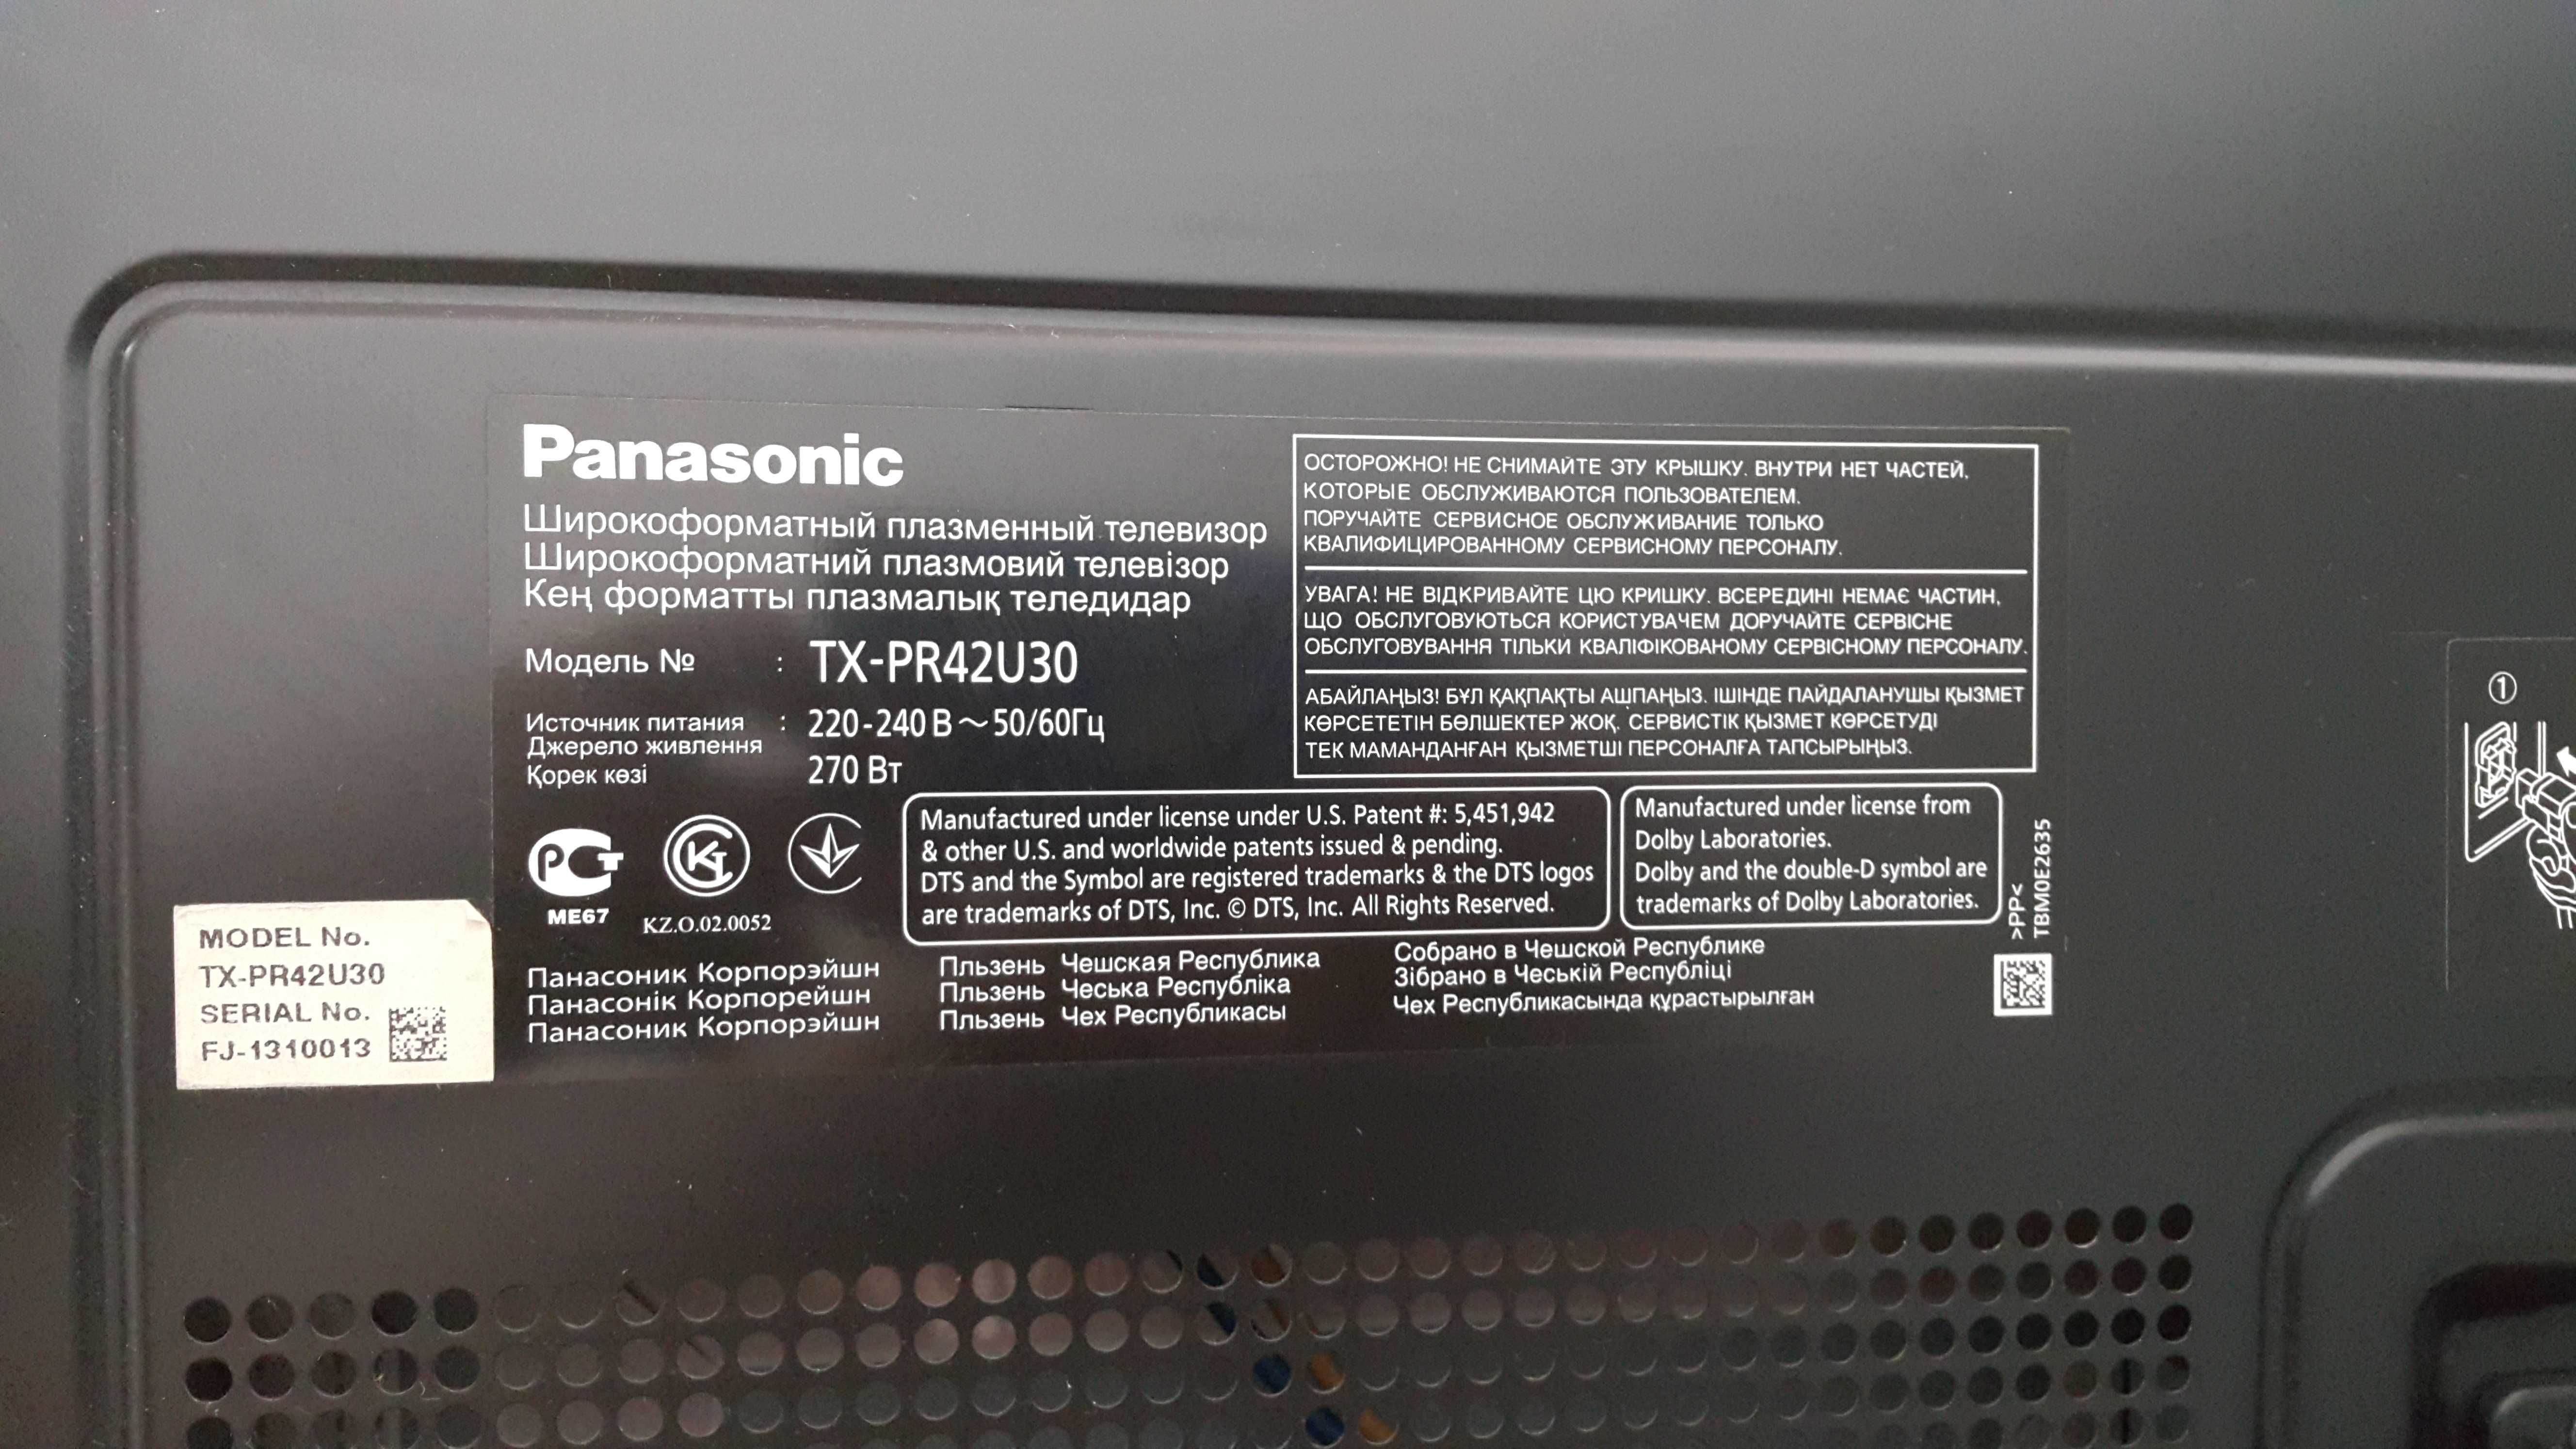 Panasonic
Широкоформатный плазменный телевизор
Широкоформатний плазмовий телевізор
Кең форматты плазмалық теледидар
Модель № : TX-PR42U30
Источник питания : 220-240 В ~ 50/60Гц
Джерело живлення
Қорек көзі 270 Вт
РСТ
ME67
KZ.O.02.0052
ОСТОРОЖНО! НЕ СНИМАЙТЕ ЭТУ КРЫШКУ. ВНУТРИ НЕТ ЧАСТЕЙ,
КОТОРЫЕ ОБСЛУЖИВАЮТСЯ ПОЛЬЗОВАТЕЛЕМ.
ПОРУЧАЙТЕ СЕРВИСНОЕ ОБСЛУЖИВАНИЕ ТОЛЬКО
КВАЛИФИЦИРОВАННОМУ СЕРВИСНОМУ ПЕРСОНАЛУ.
УВАГА! НЕ ВІДКРИВАЙТЕ ЦЮ КРИШКУ. ВСЕРЕДИНІ НЕМАЄ ЧАСТИН,
ЩО ОБСЛУГОВУЮТЬСЯ КОРИСТУВАЧЕМ ДОРУЧАЙТЕ СЕРВІСНЕ
ОБСЛУГОВУВАННЯ ТІЛЬКИ КВАЛІФІКОВАНОМУ СЕРВІСНОМУ ПЕРСОНАЛУ.
АБАЙЛАҢЫЗ! БҰЛ ҚАҚПАҚТЫ АШПАҢЫЗ. ІШІНДЕ ПАЙДАЛАНУШЫ ҚЫЗМЕТ
КӨРСЕТЕТІН БӨЛШЕКТЕР ЖОҚ. СЕРВИСТІК ҚЫЗМЕТ КӨРСЕТУДІ
ТЕК МАМАНДАНҒАН ҚЫЗМЕТШІ ПЕРСОНАЛҒА ТАПСЫРЫҢЫЗ.
Manufactured under license under U.S. Patent #: 5,451,942
& other U.S. and worldwide patents issued & pending.
DTS and the Symbol are registered trademarks & the DTS logos
are trademarks of DTS, Inc. © DTS, Inc. All Rights Reserved.
Manufactured under license from
Dolby Laboratories.
Dolby and the double-D symbol are
trademarks of Dolby Laboratories.
>PP<
TBM0E2635
Панасоник Корпорэйшн Пльзень Чешская Республика Собрано в Чешской Республике
Панасонік Корпорейшн Пльзень Чеська Республіка Зібрано в Чеській Республіці
Панасоник Корпорэйшн Пльзень Чех Республикасы Чех Республикасында құрастырылған
MODEL No.
TX-PR42U30
SERIAL No.
FJ-1310013
①